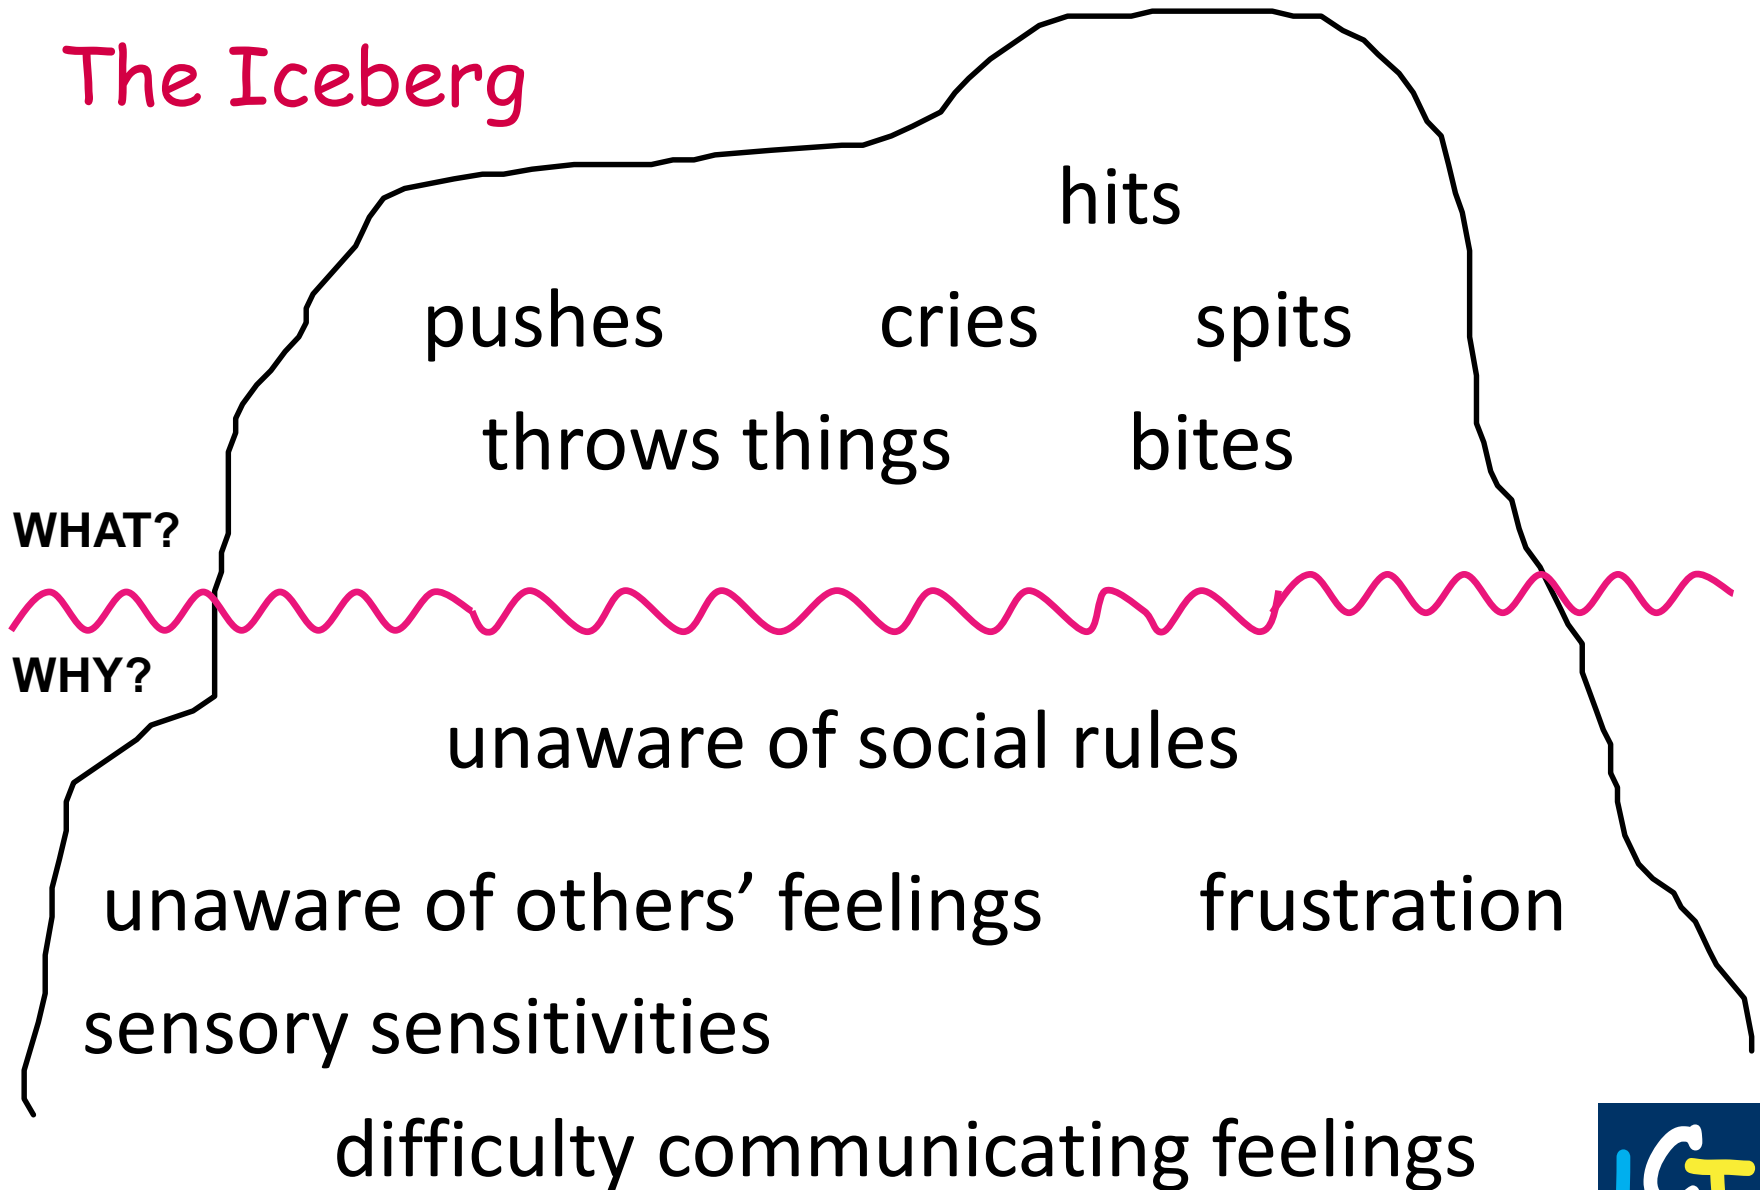 The Iceberg
hits
pushes cries spits
throws things bites
WHAT?
WHY?
unaware of social rules
unaware of others’ feelings frustration
sensory sensitivities
difficulty communicating feelings